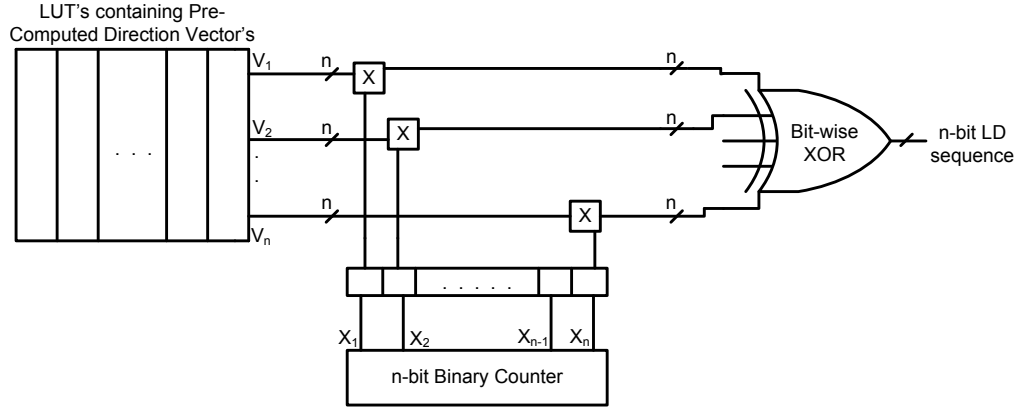 LUT's containing Pre-
Computed Direction Vector's
V1
n
X
n
V2
n
X
n
Bit-wise
XOR
n-bit LD
sequence
. . .
.
.
n
X
n
Vn
. . . . .
X1
X2
Xn-1
Xn
n-bit Binary Counter